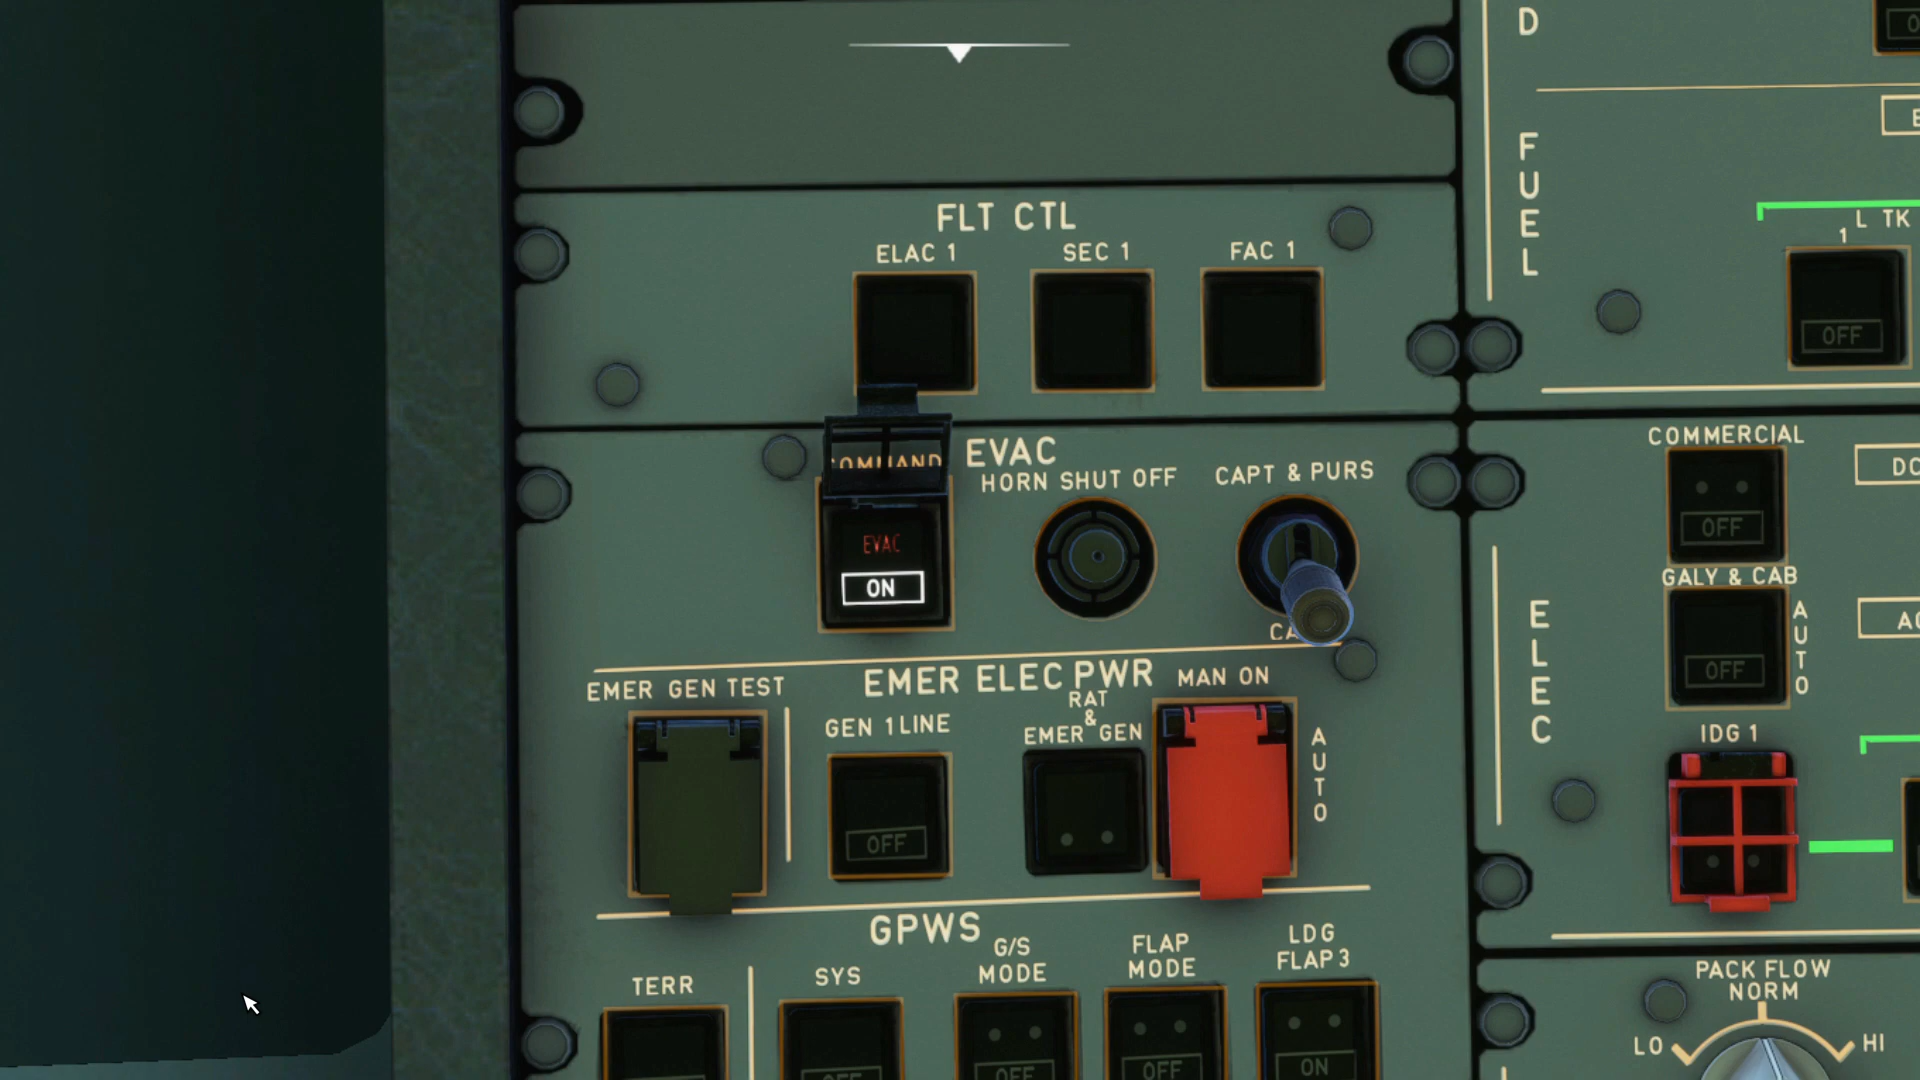 D
FUEL
FLT CTL
ELAC 1
SEC 1
FAC 1
L TK
1
OFF
COMMAND
EVAC
HORN SHUT OFF
CAPT & PURS
EVAC
ON
COMMERCIAL
OFF
GALY & CAB
OFF
AUTO
ELEC
IDG 1
EMER ELEC PWR
EMER GEN TEST
GEN 1 LINE
OFF
RAT
&
EMER GEN
MAN ON
AUTO
GPWS
TERR
SYS
OFF
G/S
MODE
OFF
FLAP
MODE
OFF
LDG
FLAP 3
ON
PACK FLOW
NORM
LO
HI